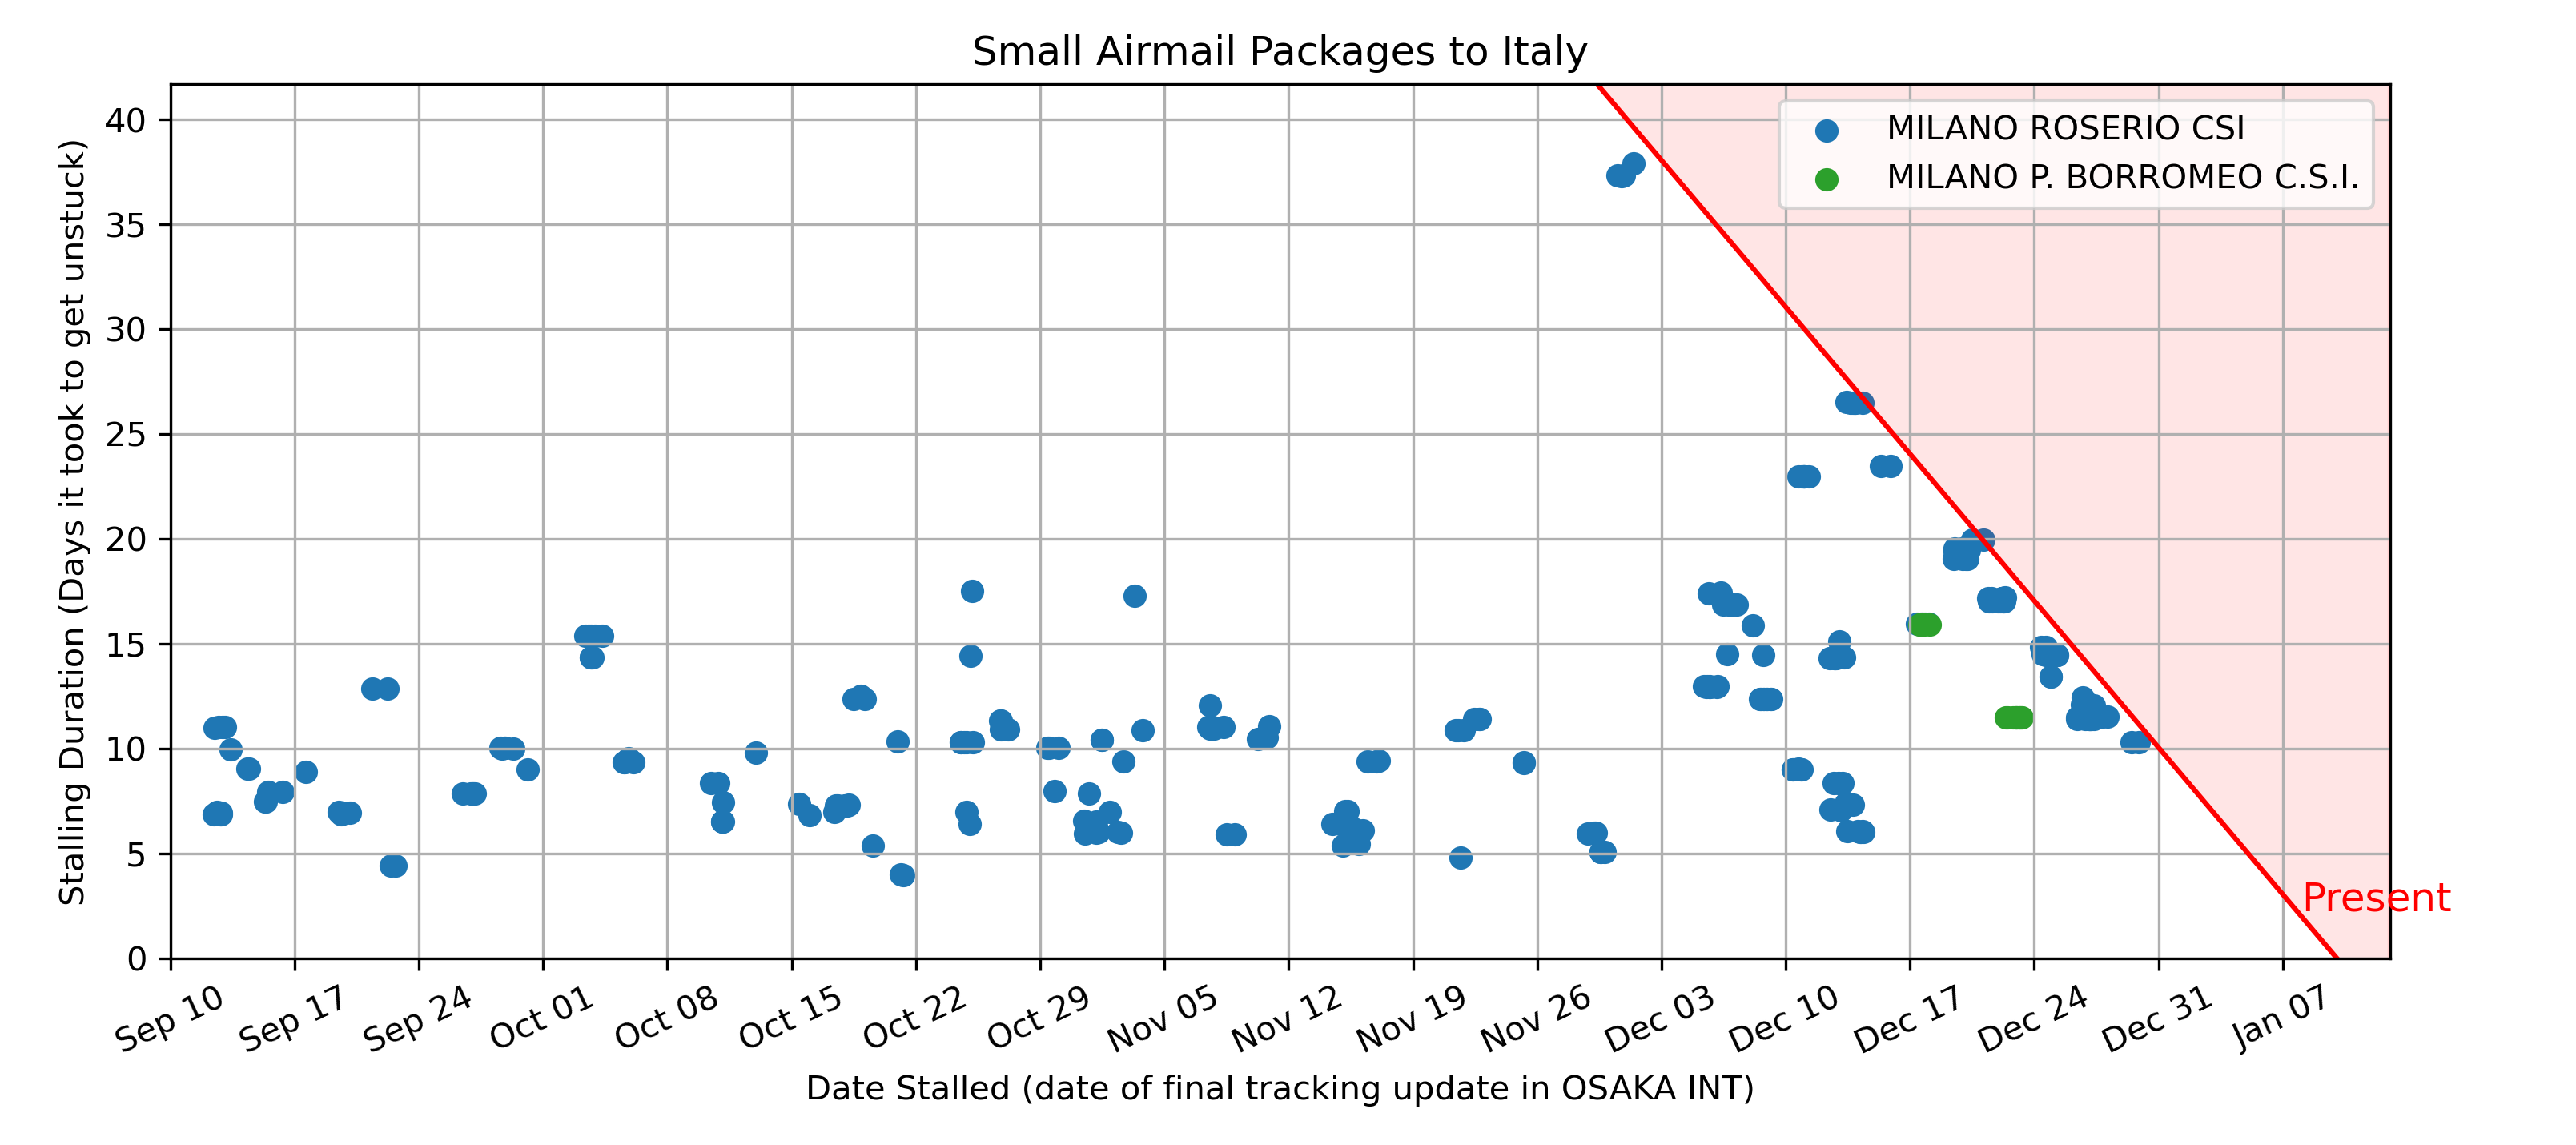 Small Airmail Packages to Italy
MILANO ROSERIO CSI
MILANO P. BORROMEO C.S.I.
Stalling Duration (Days it took to get unstuck)
40
35
30
25
20
15
10
5
0
Present
Sep 10
Sep 17
Sep 24
Oct 01
Oct 08
Oct 15
Oct 22
Oct 29
Nov 05
Nov 12
Nov 19
Nov 26
Dec 03
Dec 10
Dec 17
Dec 24
Dec 31
Jan 07
Date Stalled (date of final tracking update in OSAKA INT)